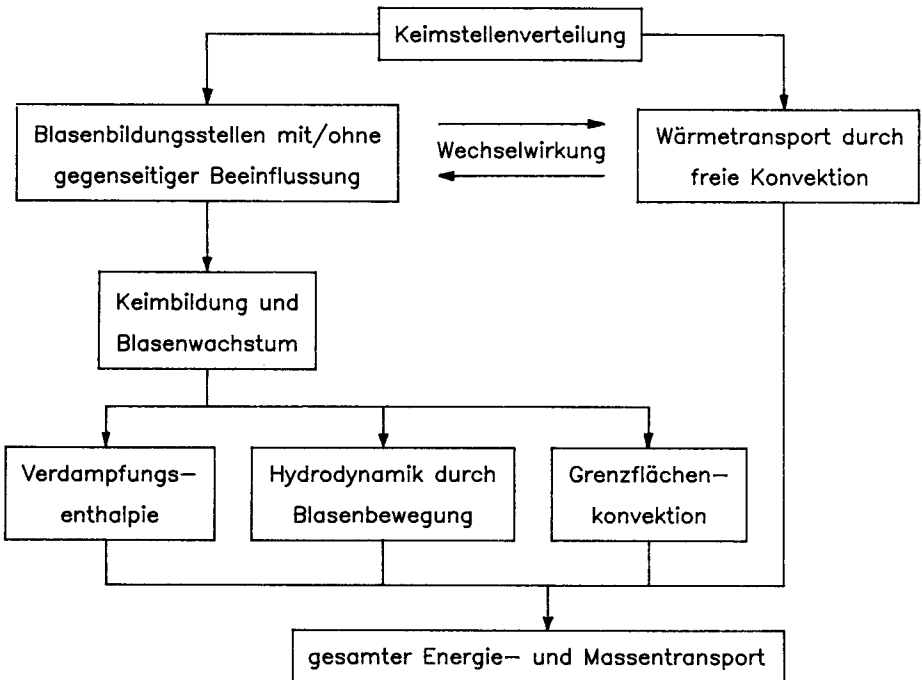 Keimstellenverteilung
Blasenbildungsstellen mit/ohne
gegenseitiger Beeinflussung
Wechselwirkung
Wärmetransport durch
freie Konvektion
Keimbildung und
Blasenwachstum
Verdampfungs-
enthalpie
Hydrodynamik durch
Blasenbewegung
Grenzflächen-
konvektion
gesamter Energie- und Massentransport